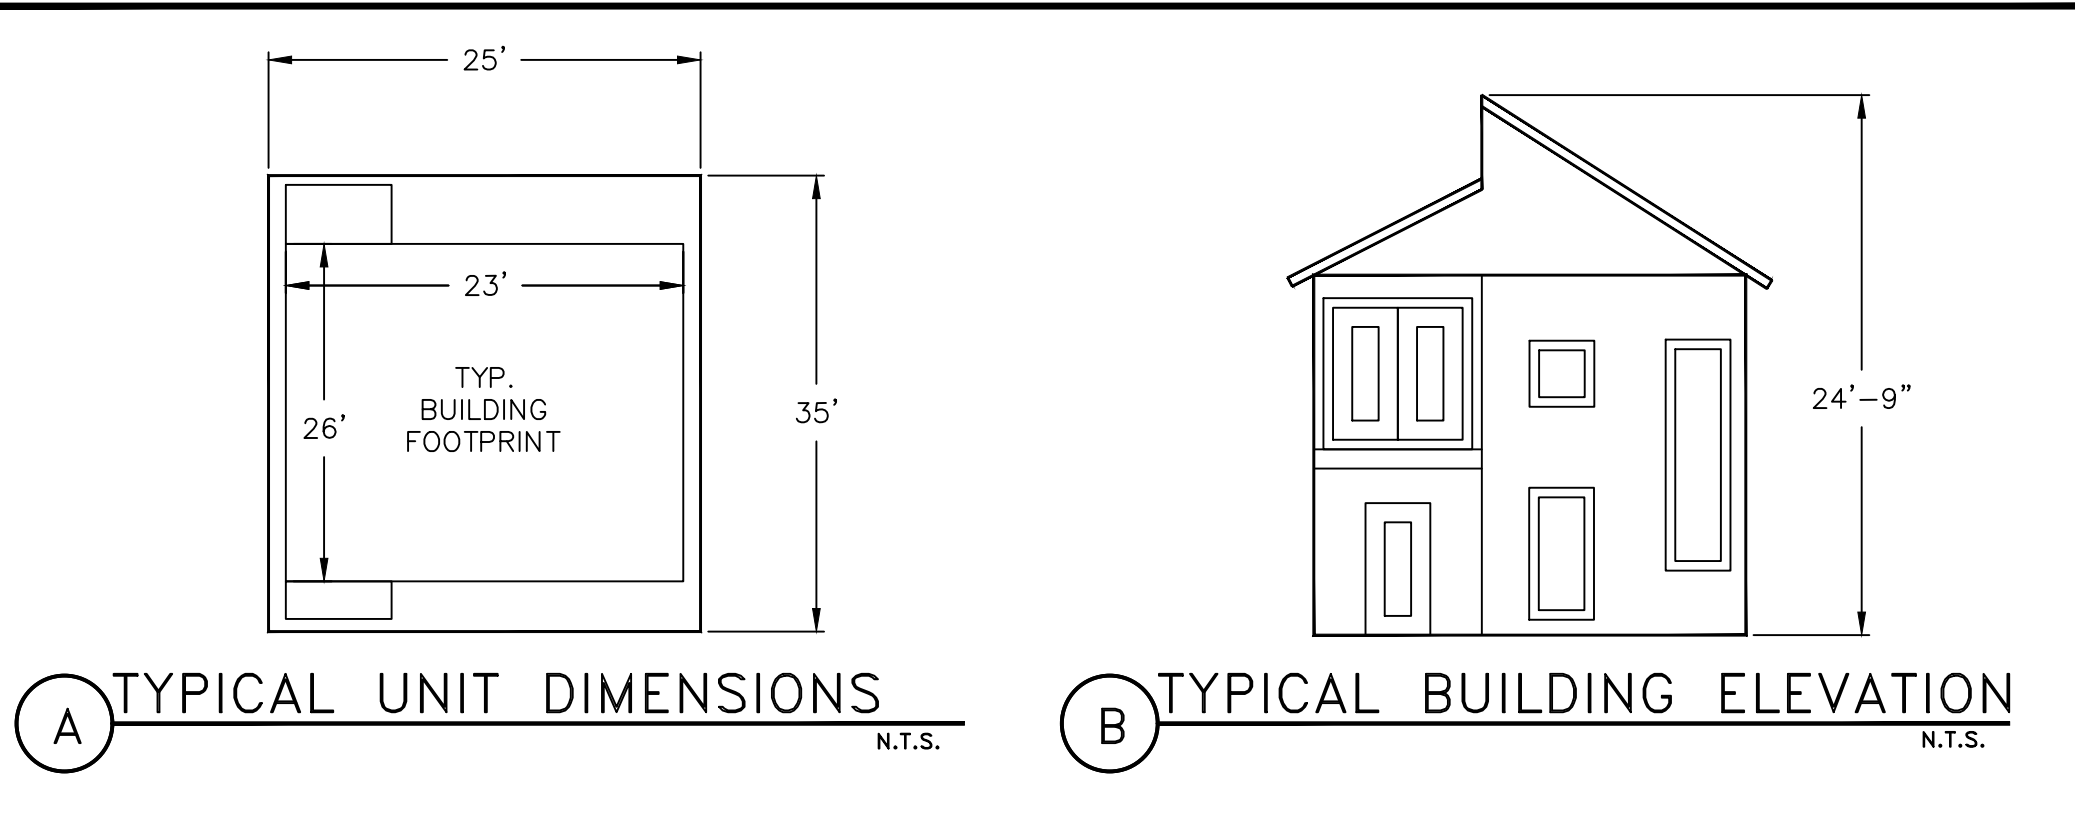 25'
23'
TYP.
BUILDING
FOOTPRINT
26'
35'
A
TYPICAL UNIT DIMENSIONS
N.T.S.
24'-9"
B
TYPICAL BUILDING ELEVATION
N.T.S.